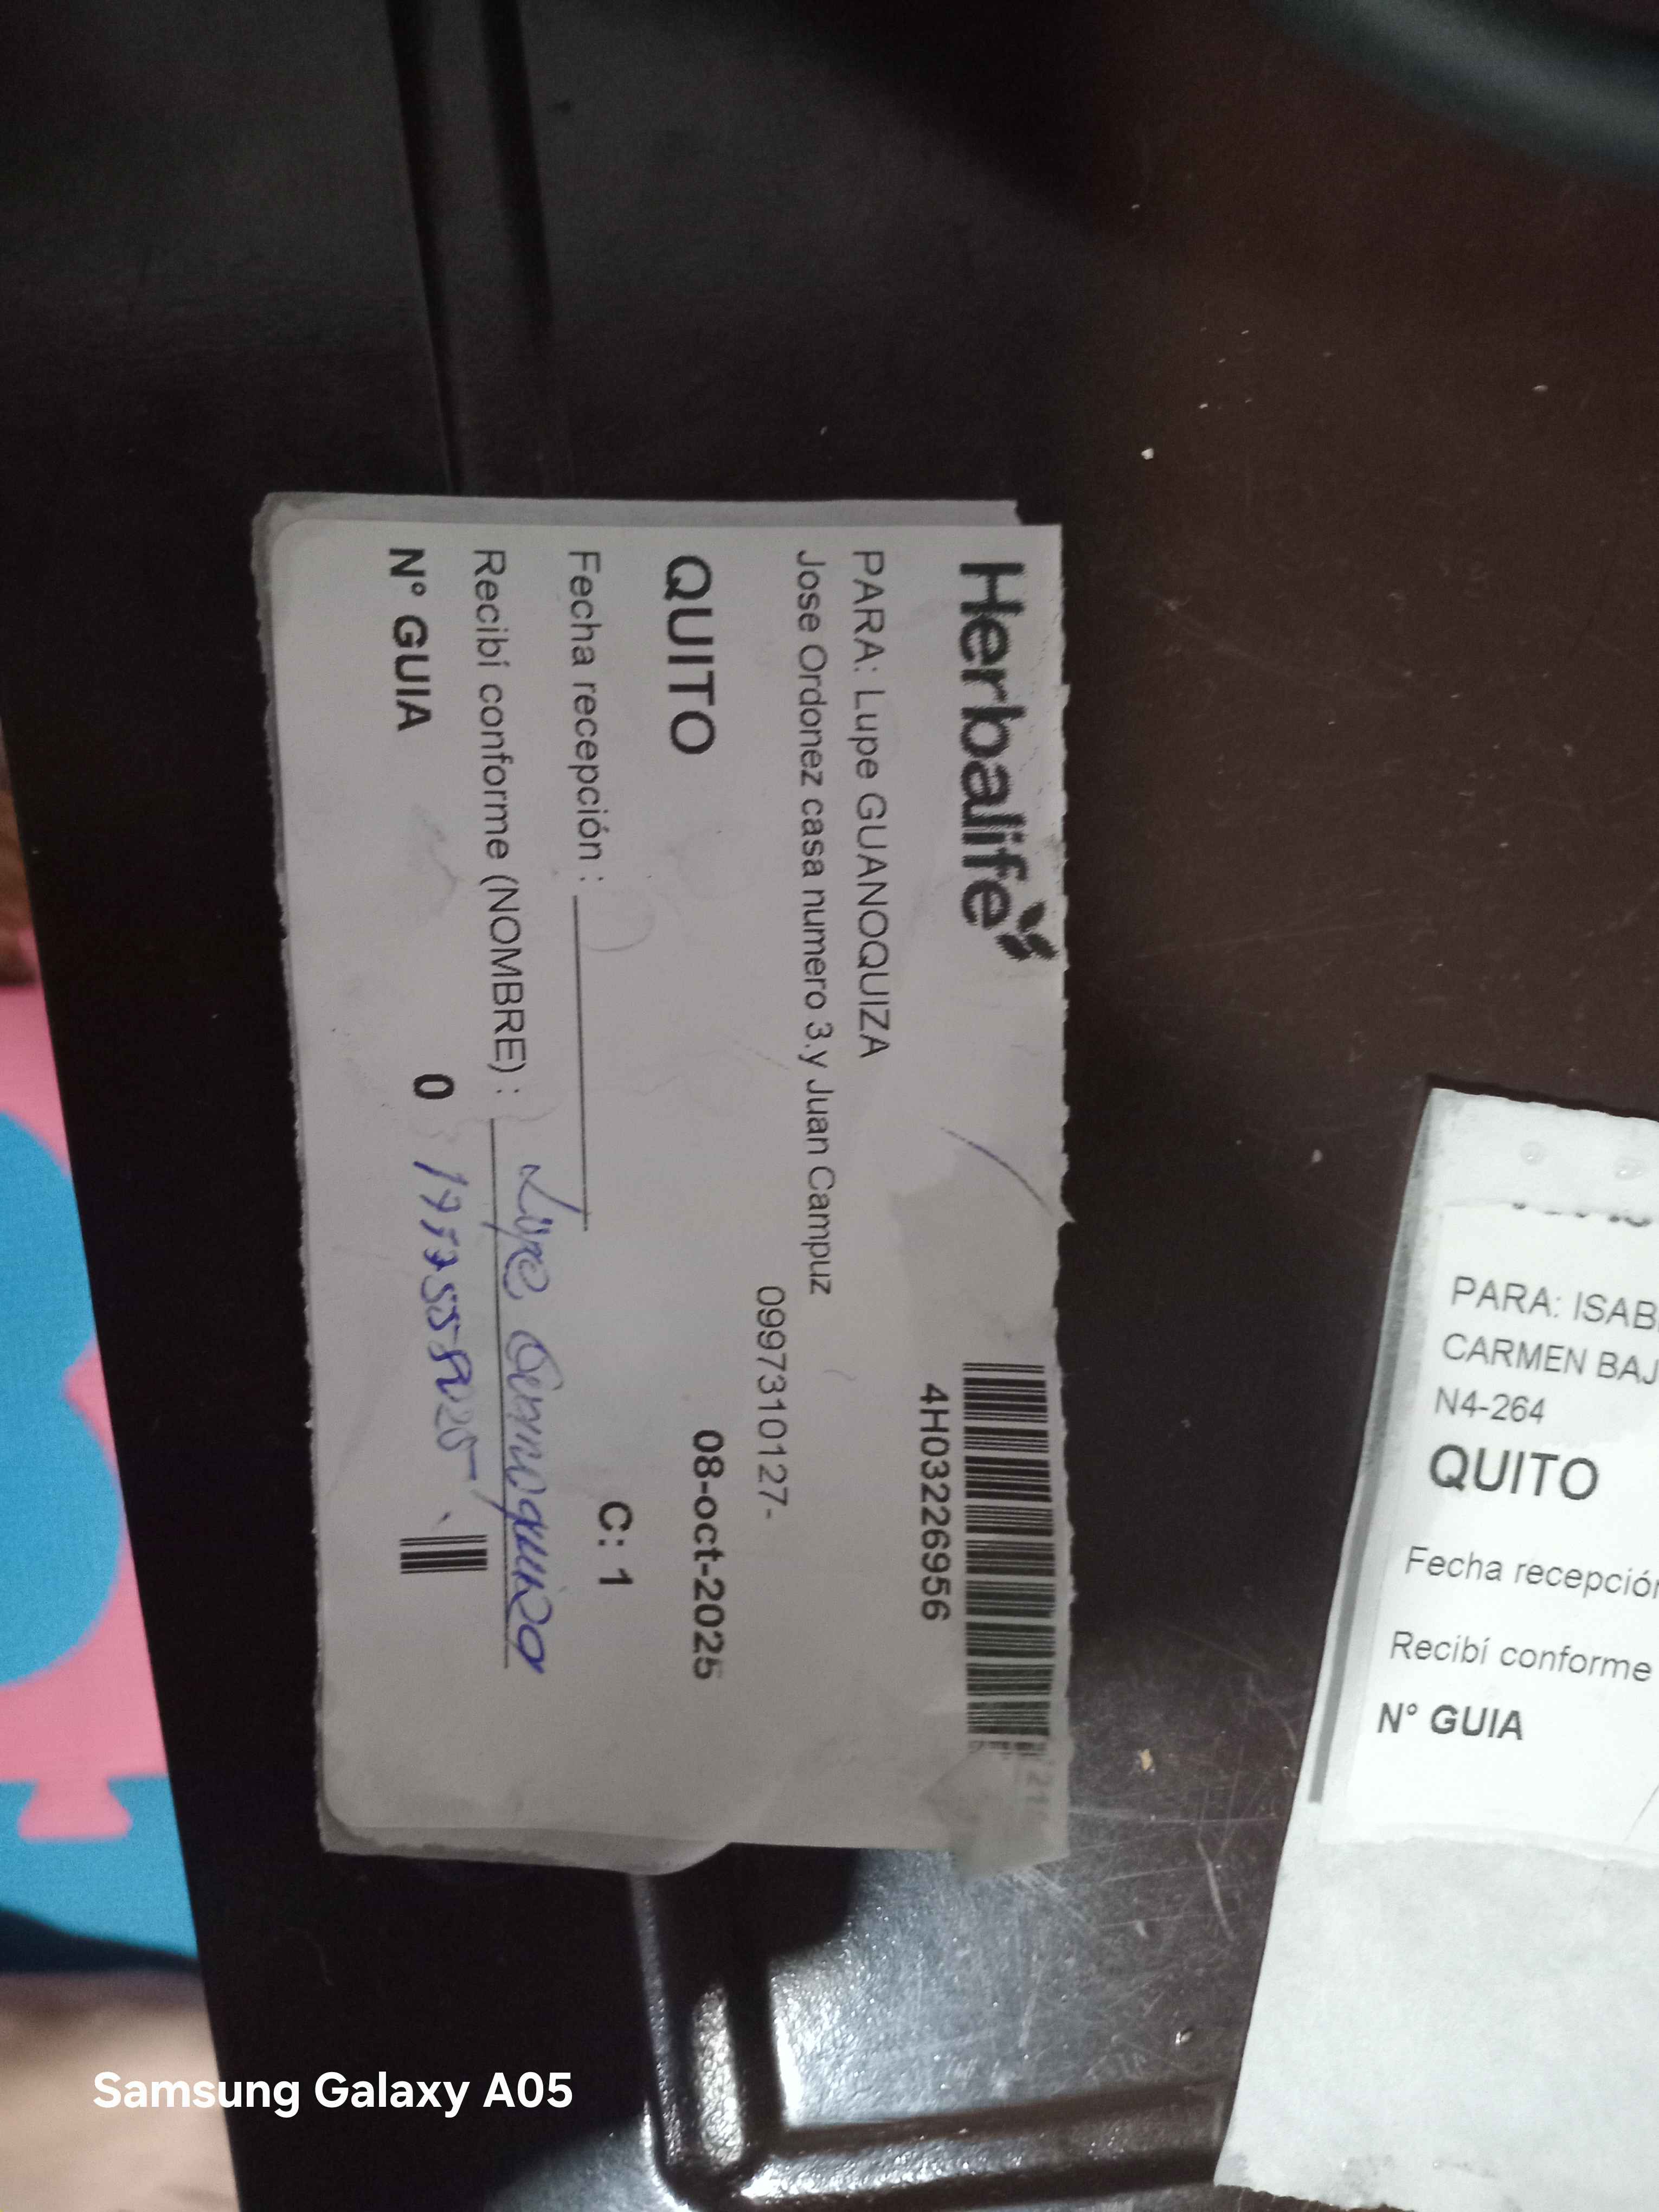 Herbalife
4H03226956
PARA: Lupe GUANOQUIZA
Jose Ordonez casa numero 3.y Juan Campuz
0997310127-
QUITO
08-oct-2025
Fecha recepción :
C: 1
Recibí conforme (NOMBRE) : Lupe Guanoquiza
N° GUIA 0
PARA: ISAB
CARMEN BAJ
N4-264
QUITO
Fecha recepción
Recibí conforme
N° GUIA
Samsung Galaxy A05